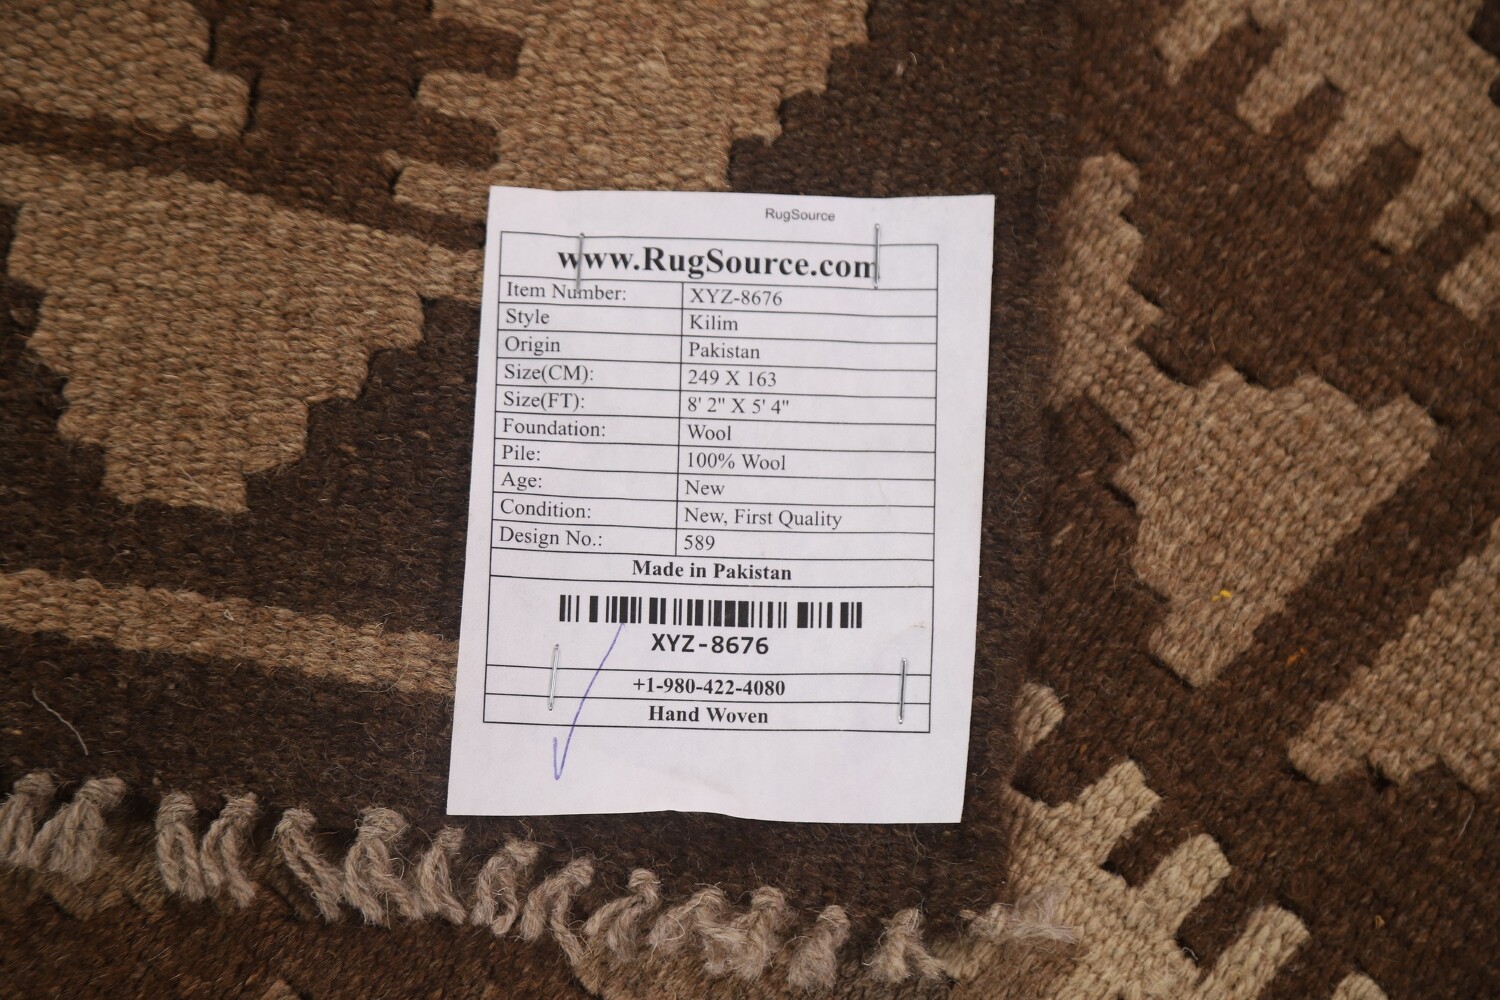 RugSource
www.RugSource.com
Item Number: XYZ-8676
Style Kilim
Origin Pakistan
Size(CM): 249 X 163
Size(FT): 8' 2" X 5' 4"
Foundation: Wool
Pile: 100% Wool
Age: New
Condition: New, First Quality
Design No.: 589
Made in Pakistan
XYZ-8676
+1-980-422-4080
Hand Woven